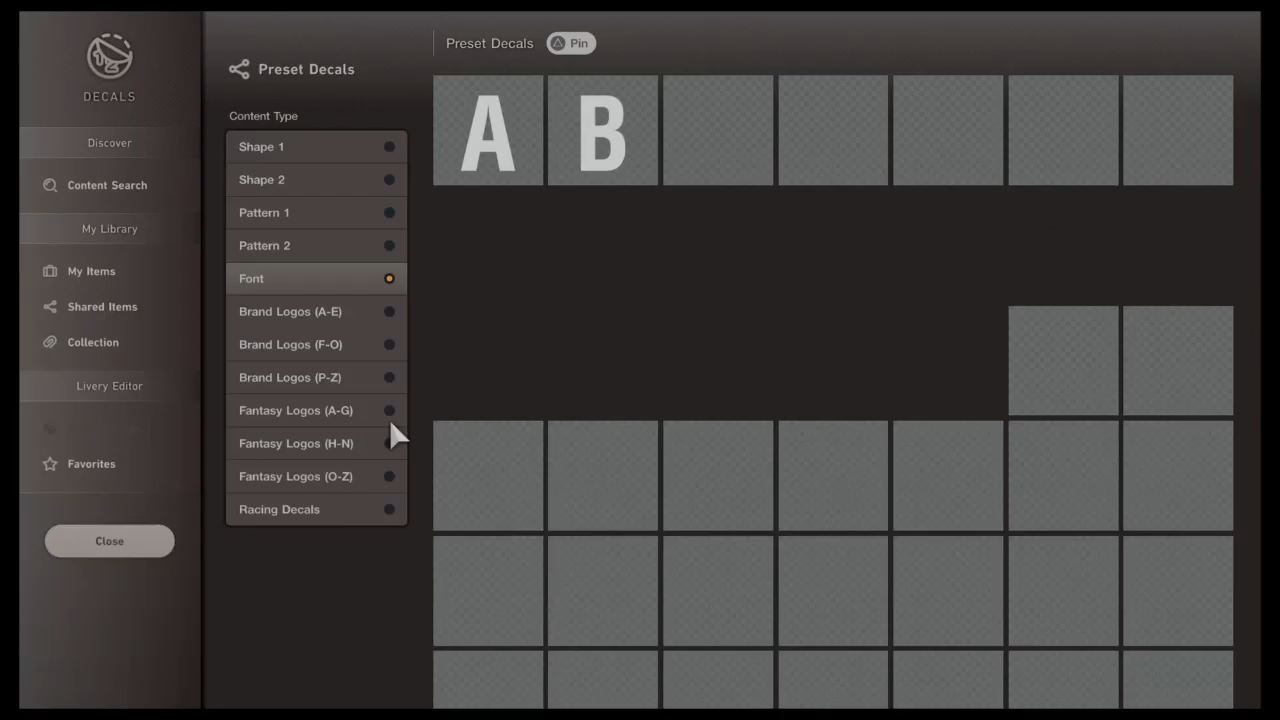 DECALS
Discover
Content Search
My Library
My Items
Shared Items
Collection
Livery Editor
Favorites
Close
Preset Decals
Content Type
Shape 1
Shape 2
Pattern 1
Pattern 2
Font
Brand Logos (A-E)
Brand Logos (F-O)
Brand Logos (P-Z)
Fantasy Logos (A-G)
Fantasy Logos (H-N)
Fantasy Logos (O-Z)
Racing Decals
Preset Decals Pin
A B